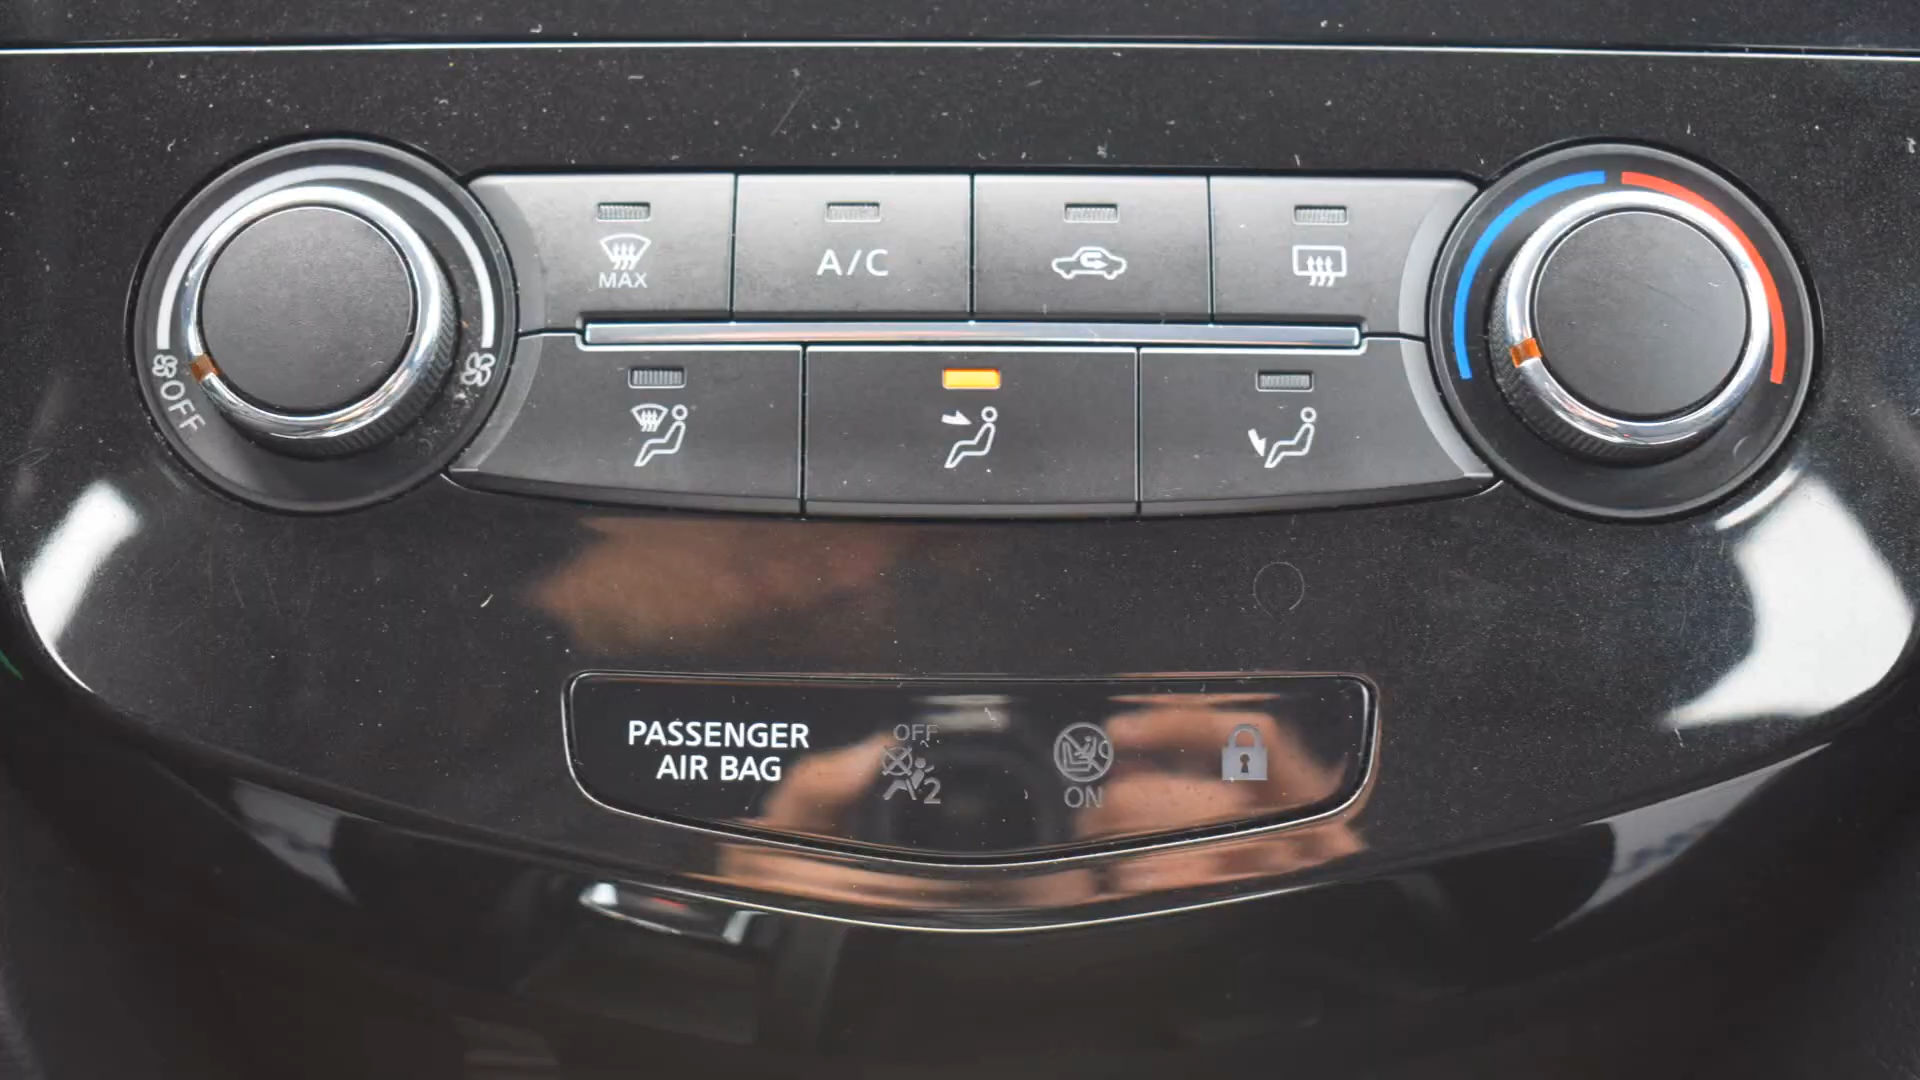 MAX
A/C
OFF
PASSENGER
AIR BAG
OFF
2
ON